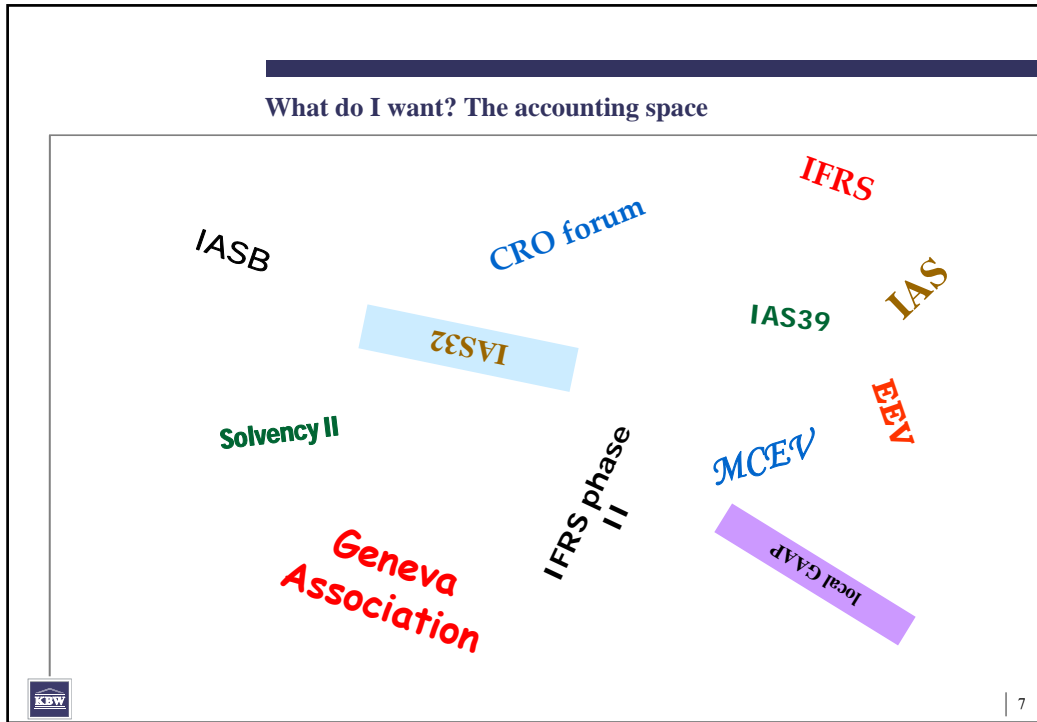 What do I want? The accounting space
IFRS
CRO forum
IASB
IAS
IAS39
IAS32
EEV
Solvency II
MCEV
IFRS phase
II
local GAAP
Geneva
Association
KBW
7